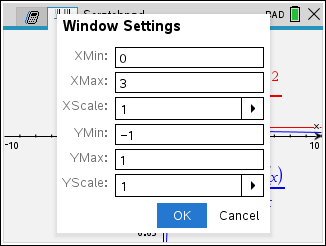 Scratchpad
PAD
Window Settings
XMin: 0
XMax: 3
XScale: 1
YMin: −1
YMax: 1
YScale: 1
OK Cancel
2
x
-10
10
(x)